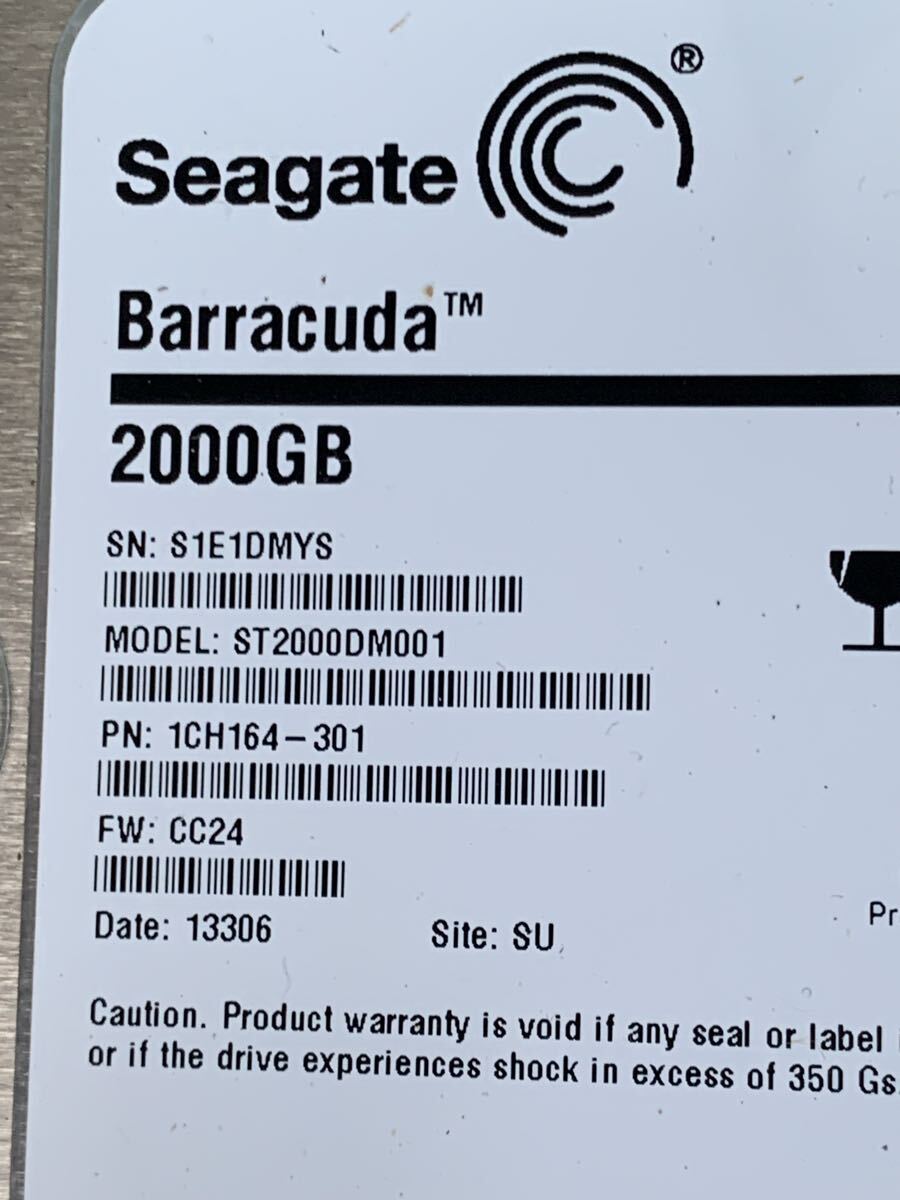 Seagate®
Barracuda™
2000GB
SN: S1E1DMYS
MODEL: ST2000DM001
PN: 1CH164-301
FW: CC24
Date: 13306 Site: SU
Pr
Caution. Product warranty is void if any seal or label
or if the drive experiences shock in excess of 350 Gs.